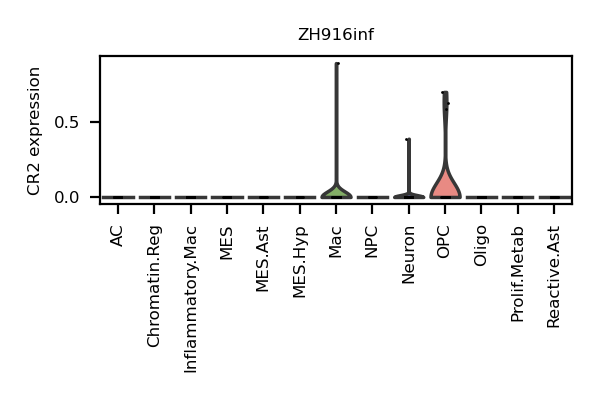 ZH916inf
CR2 expression
0.5
0.0
AC
Chromatin.Reg
Inflammatory.Mac
MES
MES.Ast
MES.Hyp
Mac
NPC
Neuron
OPC
Oligo
Prolif.Metab
Reactive.Ast